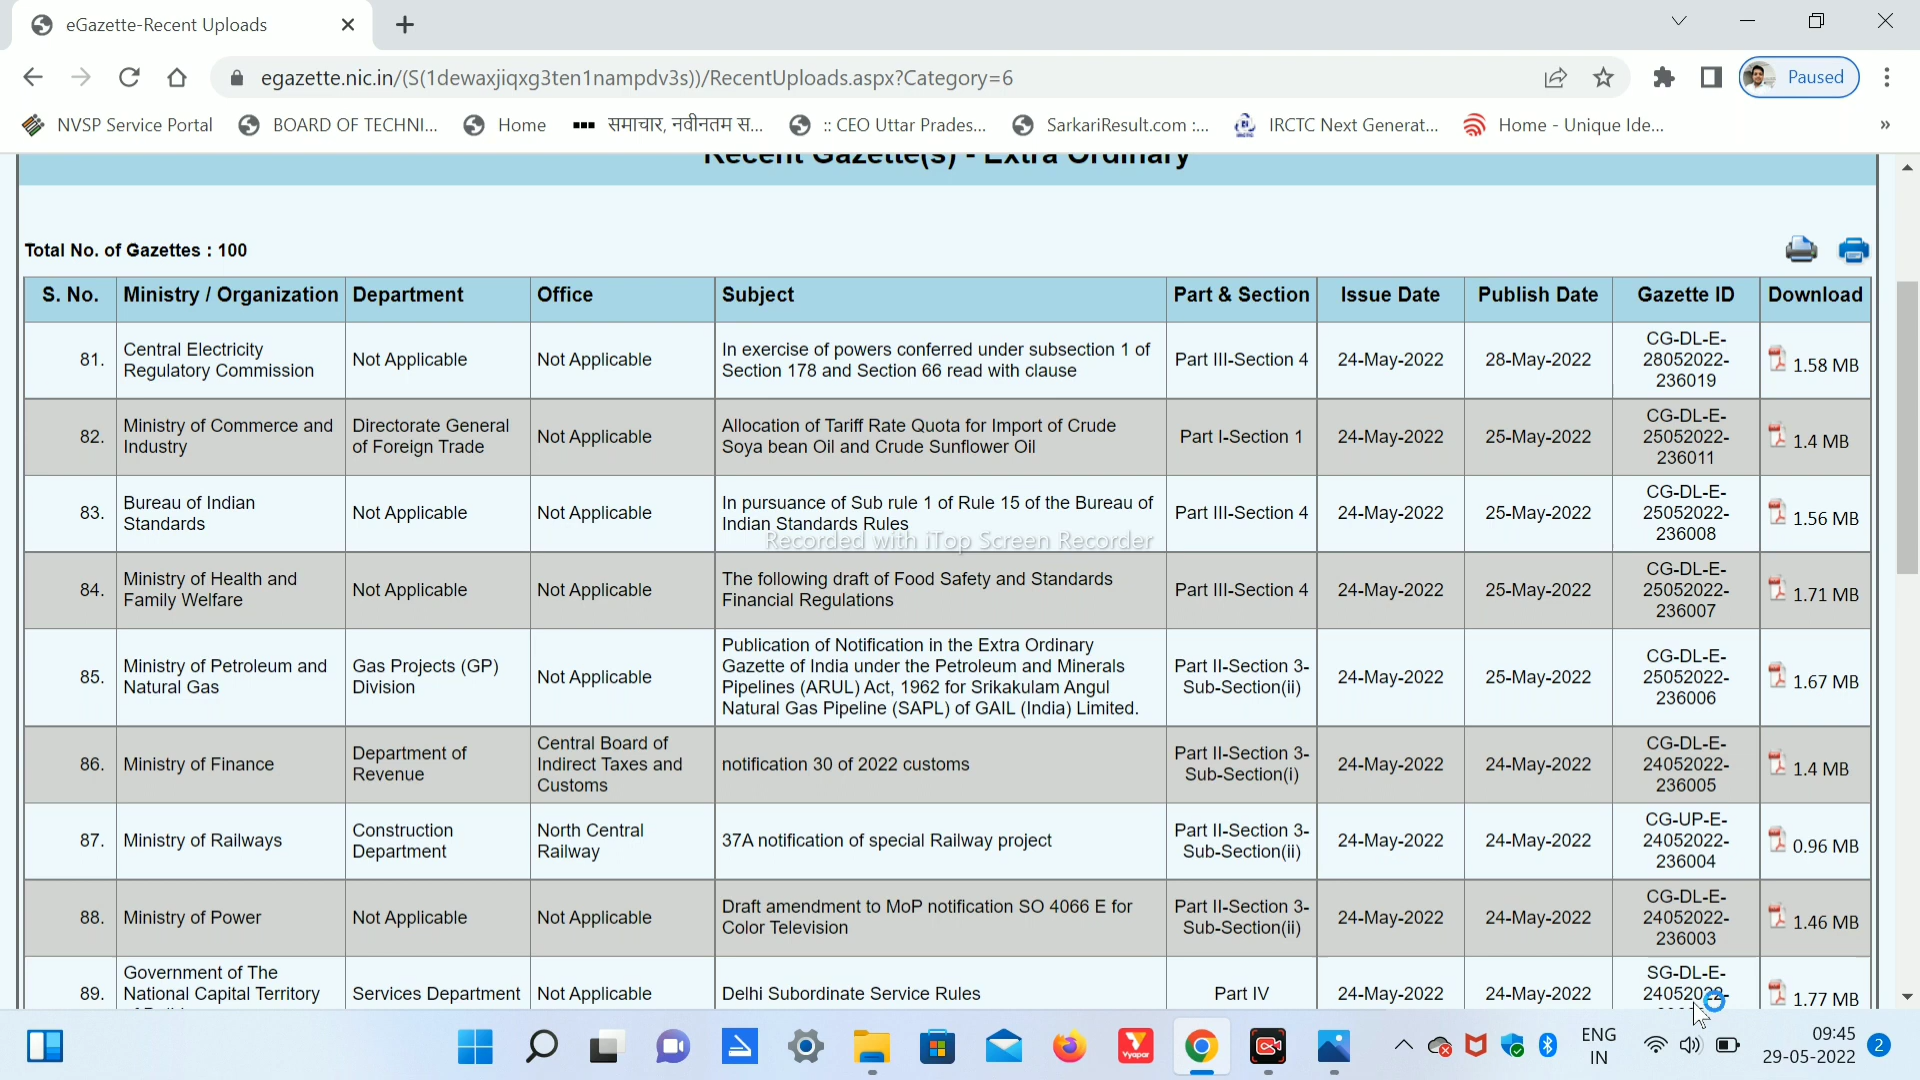 eGazette-Recent Uploads
egazette.nic.in/(S(1dewaxjiqxg3ten1nampdv3s))/RecentUploads.aspx?Category=6
Paused
NVSP Service Portal
BOARD OF TECHNI...
Home
समाचार, नवीनतम स...
:: CEO Uttar Prades...
SarkariResult.com :...
IRCTC Next Generat...
Home - Unique Ide...
»
Recent Gazette(s) - Extra Ordinary
Total No. of Gazettes : 100
S. No. Ministry / Organization Department Office Subject Part & Section Issue Date Publish Date Gazette ID Download
81.
Central Electricity
Regulatory Commission
Not Applicable
Not Applicable
In exercise of powers conferred under subsection 1 of
Section 178 and Section 66 read with clause
Part III-Section 4
24-May-2022
28-May-2022
CG-DL-E-
28052022-
236019
1.58 MB
82.
Ministry of Commerce and
Industry
Directorate General
of Foreign Trade
Not Applicable
Allocation of Tariff Rate Quota for Import of Crude
Soya bean Oil and Crude Sunflower Oil
Part I-Section 1
24-May-2022
25-May-2022
CG-DL-E-
25052022-
236011
1.4 MB
83.
Bureau of Indian
Standards
Not Applicable
Not Applicable
In pursuance of Sub rule 1 of Rule 15 of the Bureau of
Indian Standards Rules
Part III-Section 4
24-May-2022
25-May-2022
CG-DL-E-
25052022-
236008
1.56 MB
Recorded with iTop Screen Recorder
84.
Ministry of Health and
Family Welfare
Not Applicable
Not Applicable
The following draft of Food Safety and Standards
Financial Regulations
Part III-Section 4
24-May-2022
25-May-2022
CG-DL-E-
25052022-
236007
1.71 MB
85.
Ministry of Petroleum and
Natural Gas
Gas Projects (GP)
Division
Not Applicable
Publication of Notification in the Extra Ordinary
Gazette of India under the Petroleum and Minerals
Pipelines (ARUL) Act, 1962 for Srikakulam Angul
Natural Gas Pipeline (SAPL) of GAIL (India) Limited.
Part II-Section 3-
Sub-Section(ii)
24-May-2022
25-May-2022
CG-DL-E-
25052022-
236006
1.67 MB
86.
Ministry of Finance
Department of
Revenue
Central Board of
Indirect Taxes and
Customs
notification 30 of 2022 customs
Part II-Section 3-
Sub-Section(i)
24-May-2022
24-May-2022
CG-DL-E-
24052022-
236005
1.4 MB
87.
Ministry of Railways
Construction
Department
North Central
Railway
37A notification of special Railway project
Part II-Section 3-
Sub-Section(ii)
24-May-2022
24-May-2022
CG-UP-E-
24052022-
236004
0.96 MB
88.
Ministry of Power
Not Applicable
Not Applicable
Draft amendment to MoP notification SO 4066 E for
Color Television
Part II-Section 3-
Sub-Section(ii)
24-May-2022
24-May-2022
CG-DL-E-
24052022-
236003
1.46 MB
89.
Government of The
National Capital Territory
Services Department
Not Applicable
Delhi Subordinate Service Rules
Part IV
24-May-2022
24-May-2022
SG-DL-E-
24052022-
1.77 MB
Vyapar
ENG
IN
09:45
29-05-2022
2